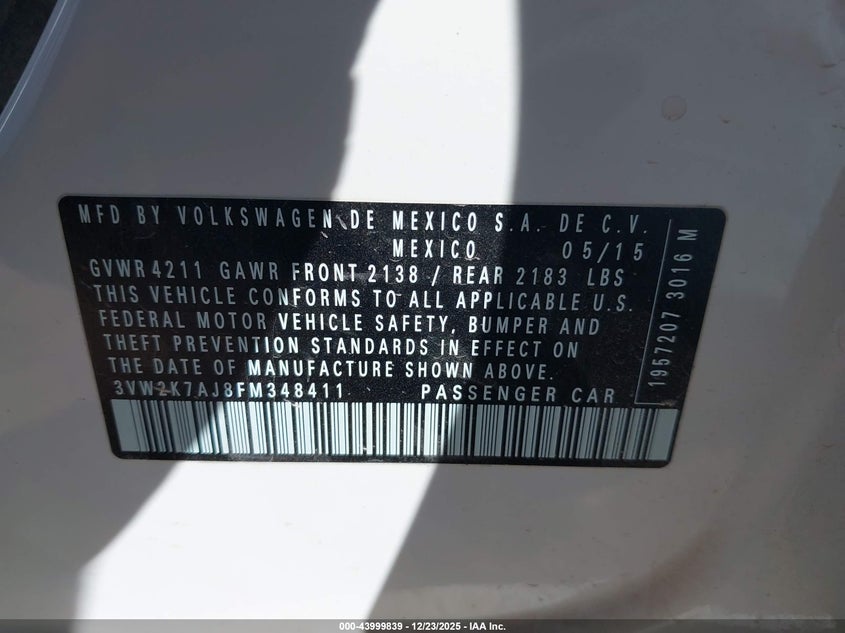 MFD BY VOLKSWAGEN DE MEXICO S.A. DE C.V.
MEXICO 05/15
GVWR 4211 GAWR FRONT 2138 / REAR 2183 LBS
THIS VEHICLE CONFORMS TO ALL APPLICABLE U.S.
FEDERAL MOTOR VEHICLE SAFETY, BUMPER AND
THEFT PREVENTION STANDARDS IN EFFECT ON
THE DATE OF MANUFACTURE SHOWN ABOVE.
3VW2K7AJ8FM348411 PASSENGER CAR
1957207 3016 M
000-43999839 - 12/23/2025 - IAA Inc.